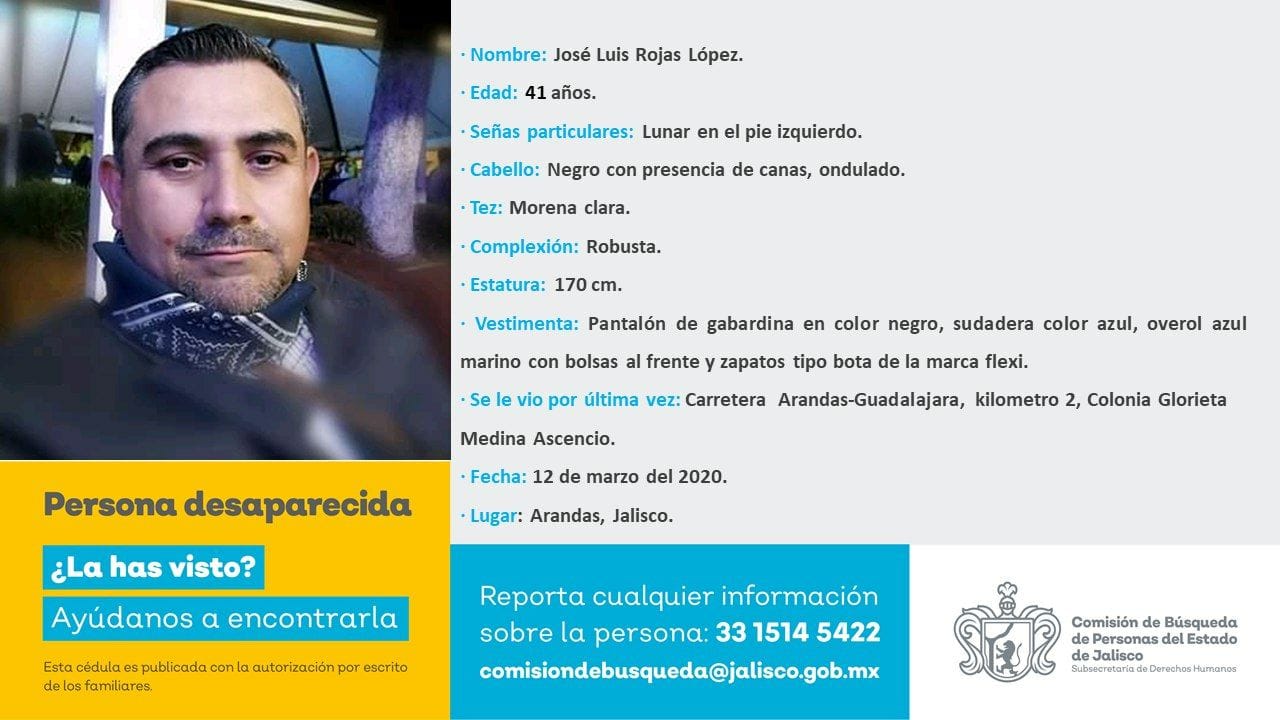 · Nombre: José Luis Rojas López.
· Edad: 41 años.
· Señas particulares: Lunar en el pie izquierdo.
· Cabello: Negro con presencia de canas, ondulado.
· Tez: Morena clara.
· Complexión: Robusta.
· Estatura: 170 cm.
· Vestimenta: Pantalón de gabardina en color negro, sudadera color azul, overol azul
marino con bolsas al frente y zapatos tipo bota de la marca flexi.
· Se le vio por última vez: Carretera Arandas-Guadalajara, kilometro 2, Colonia Glorieta
Medina Ascencio.
· Fecha: 12 de marzo del 2020.
· Lugar: Arandas, Jalisco.
Persona desaparecida
¿La has visto?
Ayúdanos a encontrarla
Esta cédula es publicada con la autorización por escrito
de los familiares.
Reporta cualquier información
sobre la persona: 33 1514 5422
comisiondebusqueda@jalisco.gob.mx
Comisión de Búsqueda
de Personas del Estado
de Jalisco
Subsecretaría de Derechos Humanos